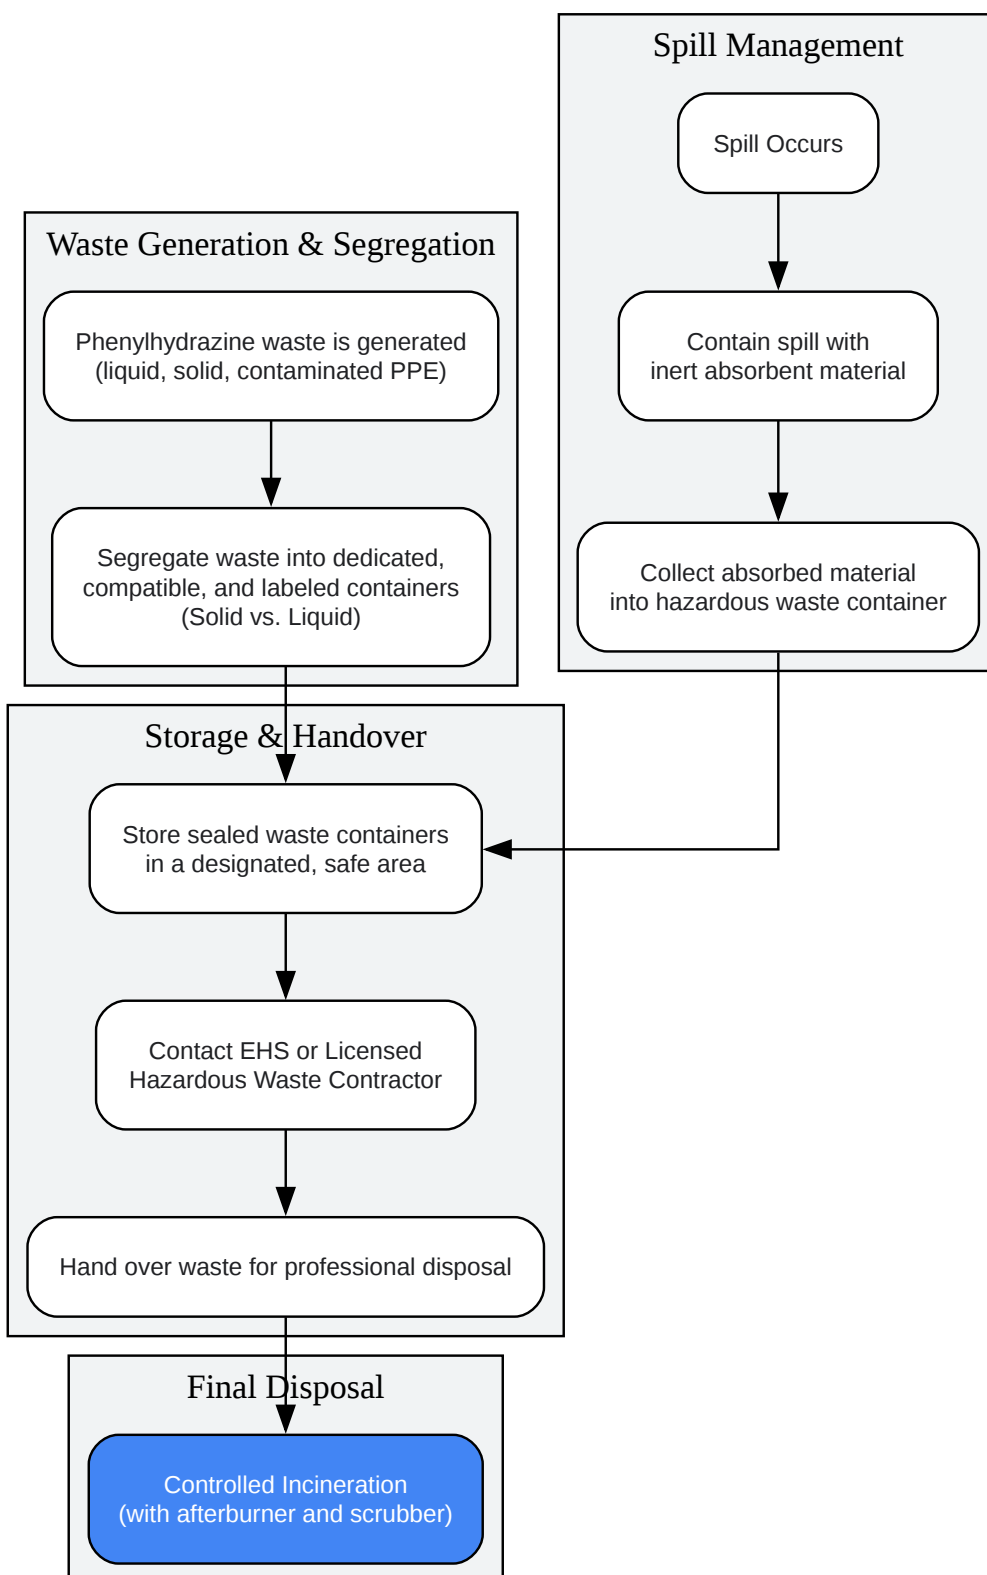 Spill Management
Spill Occurs
Contain spill with
inert absorbent material
Collect absorbed material
into hazardous waste container
Waste Generation & Segregation
Phenylhydrazine waste is generated
(liquid, solid, contaminated PPE)
Segregate waste into dedicated,
compatible, and labeled containers
(Solid vs. Liquid)
Storage & Handover
Store sealed waste containers
in a designated, safe area
Contact EHS or Licensed
Hazardous Waste Contractor
Hand over waste for professional disposal
Final Disposal
Controlled Incineration
(with afterburner and scrubber)